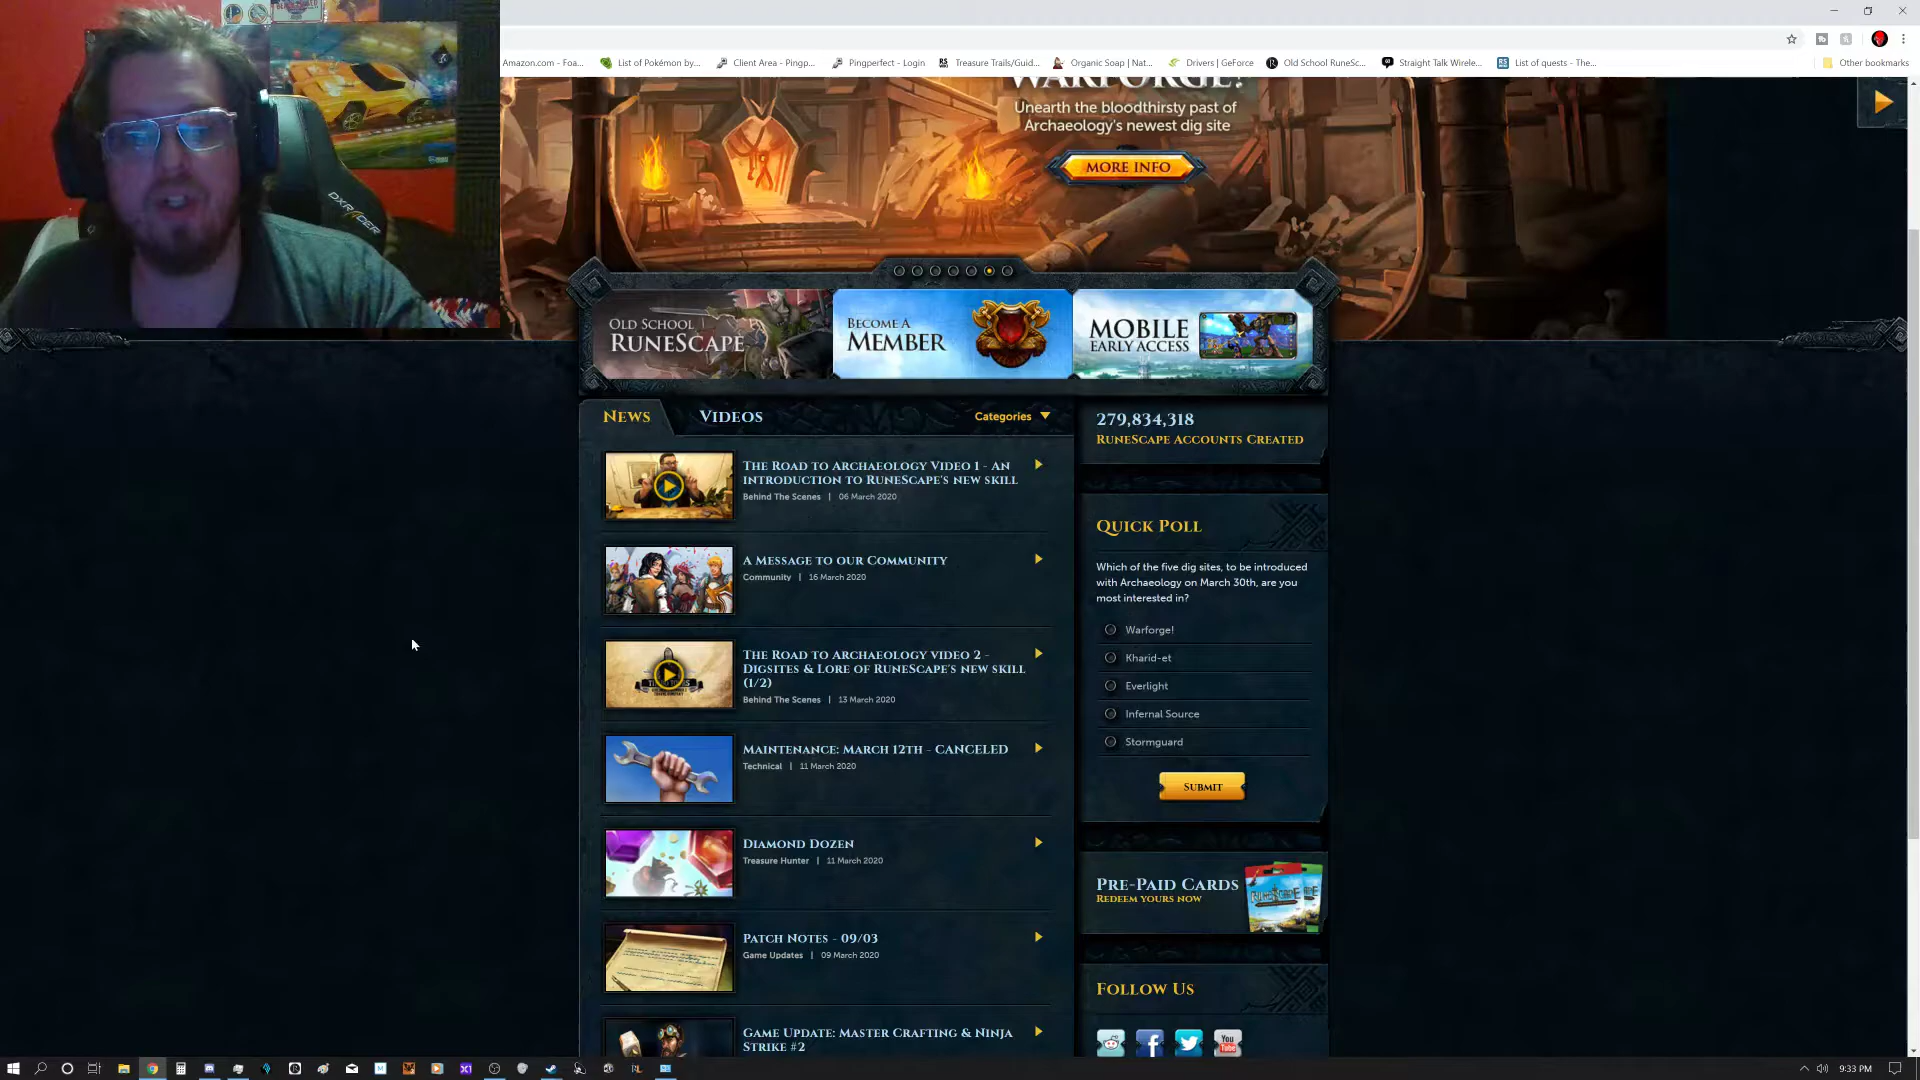 Amazon.com - Foa...
List of Pokémon by...
Client Area - Pingp...
Pingperfect - Login
Treasure Trails/Guid...
Organic Soap | Nat...
Drivers | GeForce
Old School RuneSc...
Straight Talk Wirele...
List of quests - The...
Other bookmarks
WARFORGE!
Unearth the bloodthirsty past of
Archaeology's newest dig site
MORE INFO
DXRACER
OLD SCHOOL
RUNESCAPE
BECOME A
MEMBER
MOBILE
EARLY ACCESS
NEWS
VIDEOS
Categories
THE ROAD TO ARCHAEOLOGY VIDEO 1 - AN
INTRODUCTION TO RUNESCAPE'S NEW SKILL
Behind The Scenes | 06 March 2020
A MESSAGE TO OUR COMMUNITY
Community | 16 March 2020
THE ROAD TO ARCHAEOLOGY VIDEO 2 -
DIGSITES & LORE OF RUNESCAPE'S NEW SKILL
(1/2)
Behind The Scenes | 13 March 2020
MAINTENANCE: MARCH 12TH - CANCELED
Technical | 11 March 2020
DIAMOND DOZEN
Treasure Hunter | 11 March 2020
PATCH NOTES - 09/03
Game Updates | 09 March 2020
GAME UPDATE: MASTER CRAFTING & NINJA
STRIKE #2
279,834,318
RUNESCAPE ACCOUNTS CREATED
QUICK POLL
Which of the five dig sites, to be introduced
with Archaeology on March 30th, are you
most interested in?
Warforge!
Kharid-et
Everlight
Infernal Source
Stormguard
SUBMIT
PRE-PAID CARDS
REDEEM YOURS NOW
FOLLOW US
You
Tube
9:33 PM